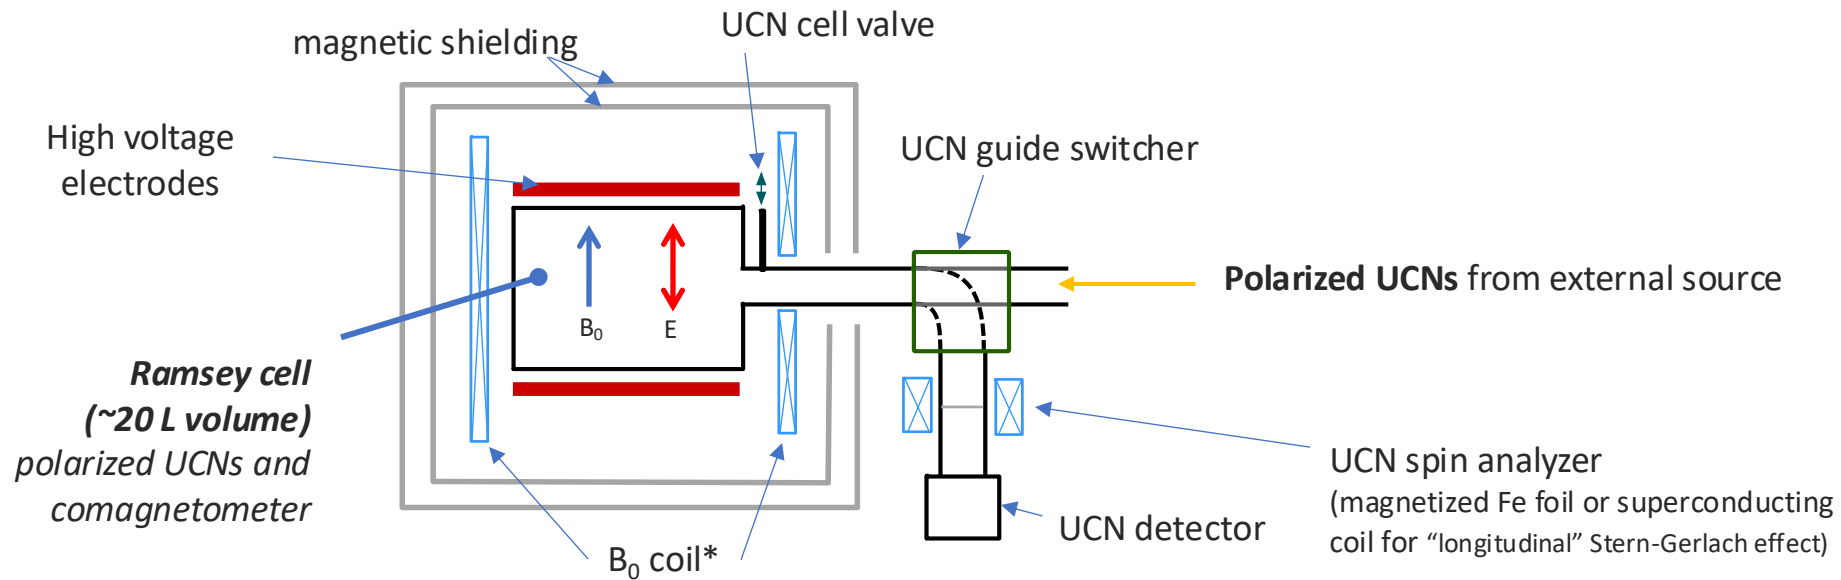 UCN cell valve
magnetic shielding
High voltage
electrodes
UCN guide switcher
Polarized UCNs from external source
B₀
E
Ramsey cell
(~20 L volume)
polarized UCNs and
comagnetometer
UCN spin analyzer
(magnetized Fe foil or superconducting
coil for “longitudinal” Stern-Gerlach effect)
UCN detector
B₀ coil*